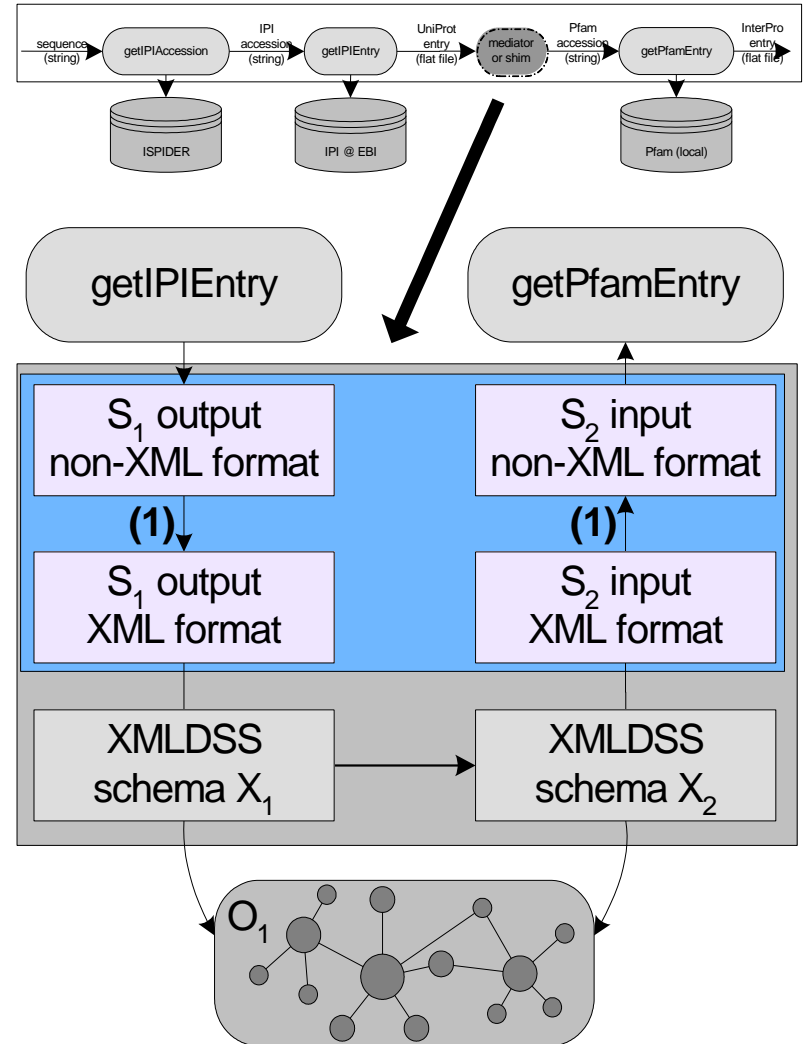 sequence
(string)
getIPIAccession
IPI
accession
(string)
getIPIEntry
UniProt
entry
(flat file)
mediator
or shim
Pfam
accession
(string)
getPfamEntry
InterPro
entry
(flat file)
ISPIDER
IPI @ EBI
Pfam (local)
getIPIEntry
getPfamEntry
S1 output
non-XML format
S2 input
non-XML format
(1)
(1)
S1 output
XML format
S2 input
XML format
XMLDSS
schema X1
XMLDSS
schema X2
O1